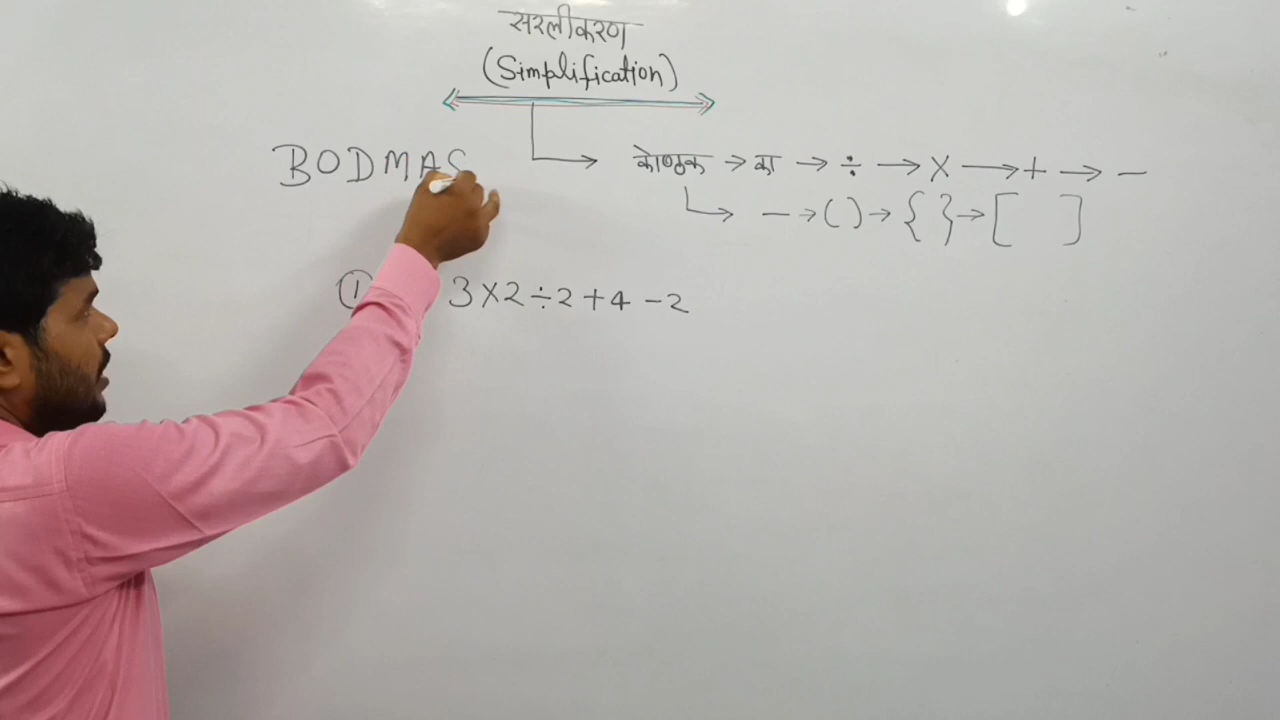 सरलीकरण
(Simplification)
BODMAS
कोष्ठक → का → ÷ → × → + → −
— → ( ) → { } → [ ]
① 3×2÷2+4−2